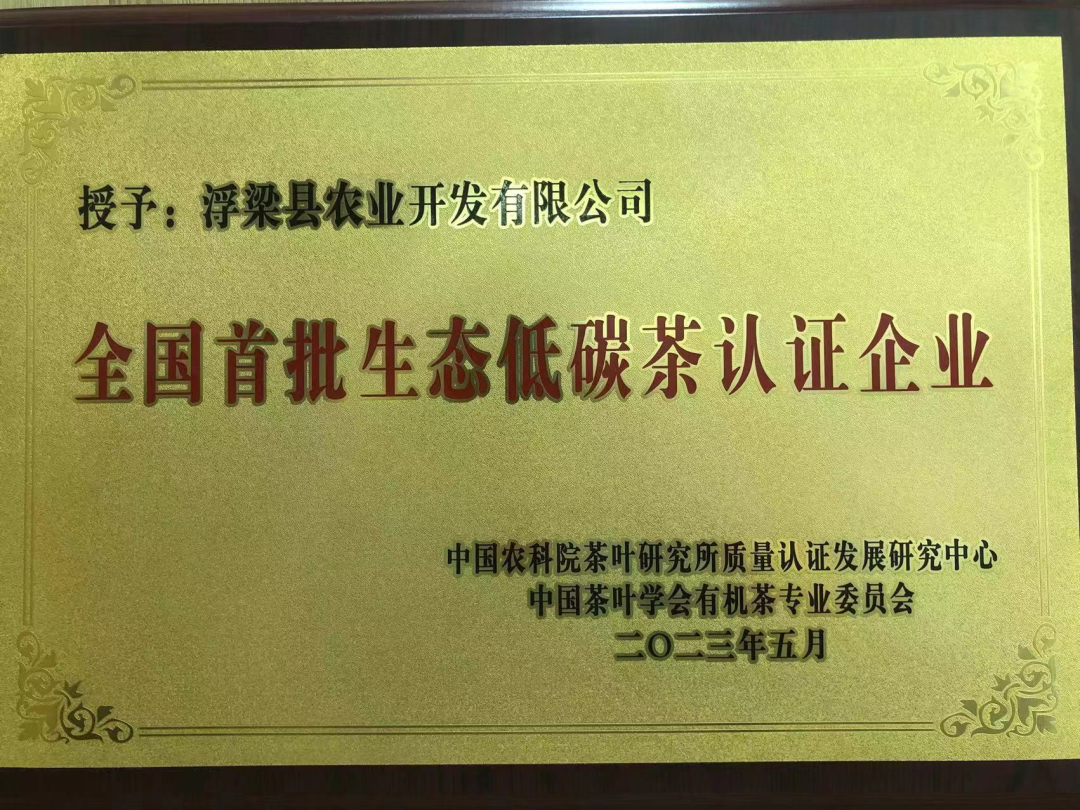 授予：浮梁县农业开发有限公司
全国首批生态低碳茶认证企业
中国农科院茶叶研究所质量认证发展研究中心
中国茶叶学会有机茶专业委员会
二〇二三年五月